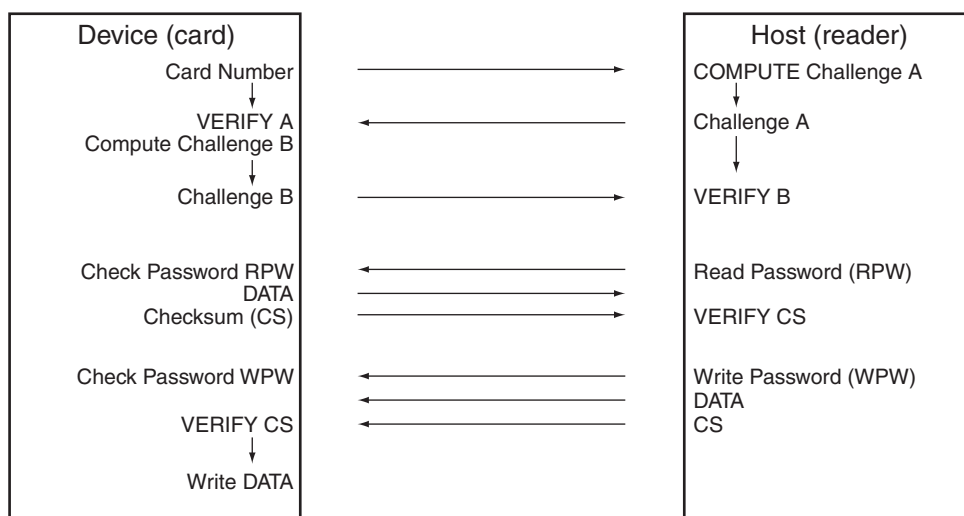 Device (card)
Host (reader)
Card Number
COMPUTE Challenge A
VERIFY A
Challenge A
Compute Challenge B
Challenge B
VERIFY B
Check Password RPW
Read Password (RPW)
DATA
Checksum (CS)
VERIFY CS
Check Password WPW
Write Password (WPW)
DATA
VERIFY CS
CS
Write DATA